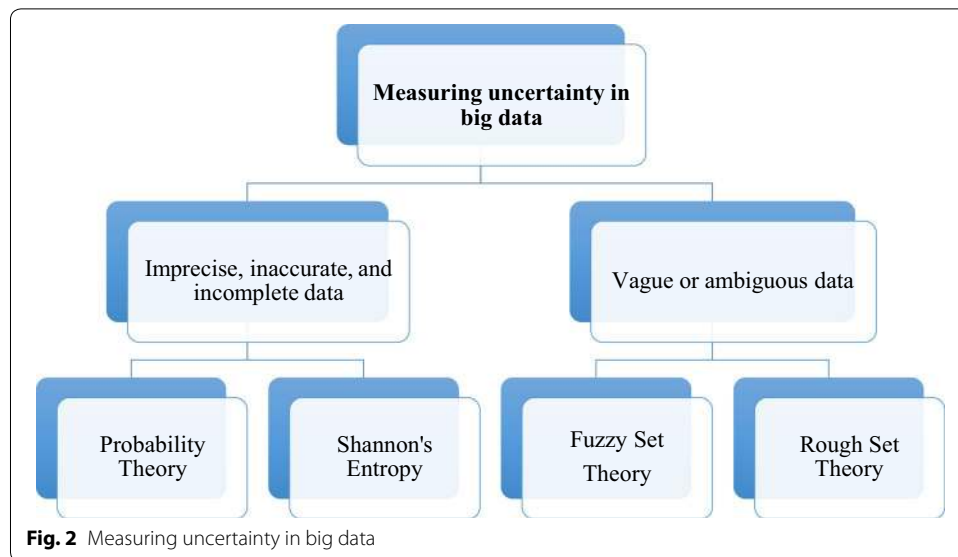 Measuring uncertainty in
big data
Imprecise, inaccurate, and
incomplete data
Vague or ambiguous data
Probability
Theory
Shannon's
Entropy
Fuzzy Set
Theory
Rough Set
Theory
Fig. 2 Measuring uncertainty in big data